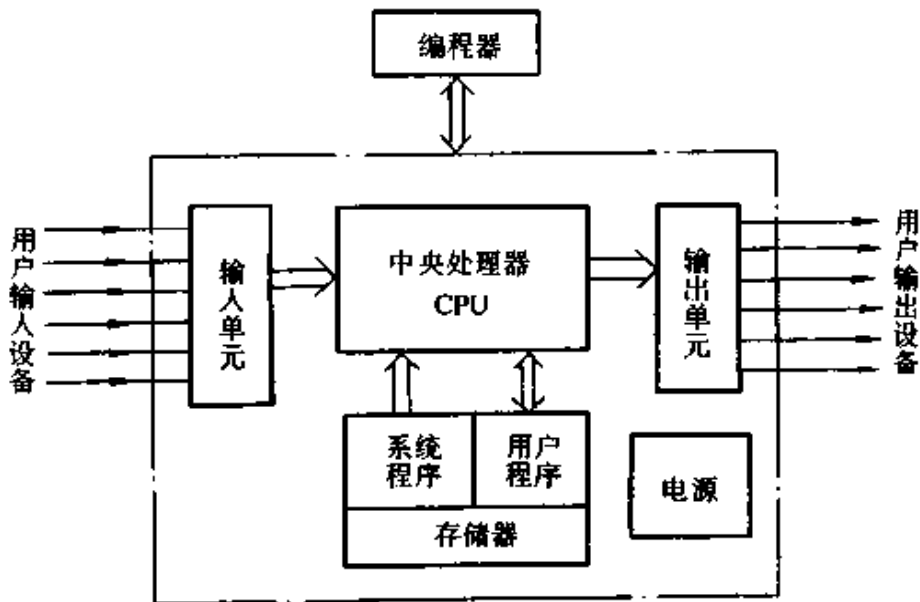 编程器
用户输人设备
输人单元
中央处理器
CPU
输出单元
用户输出设备
系统
程序
用户
程序
存储器
电源